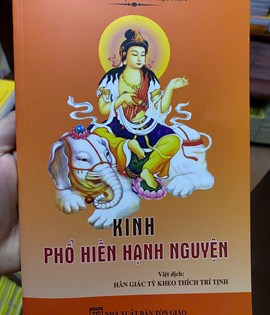 KINH
PHỔ HIỀN HẠNH NGUYỆN
Việt dịch:
HÂN GIÁC TỲ KHEO THÍCH TRÍ TỊNH
NHÀ XUẤT BẢN TÔN GIÁO